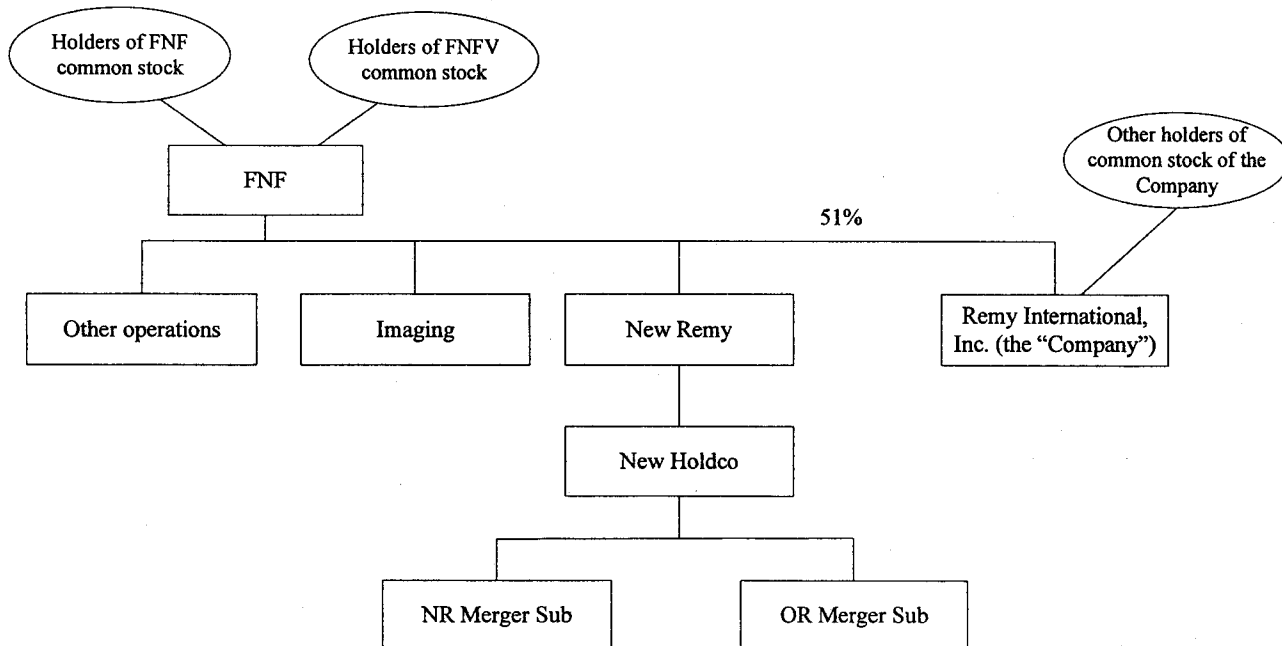 Holders of FNF
common stock
Holders of FNFV
common stock
Other holders of
common stock of the
Company
FNF
51%
Other operations
Imaging
New Remy
Remy International,
Inc. (the “Company”)
New Holdco
NR Merger Sub
OR Merger Sub